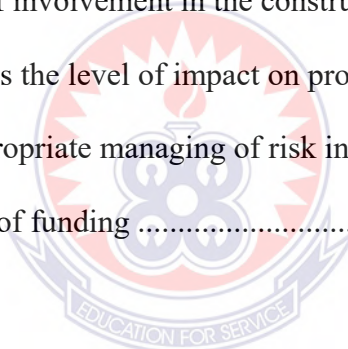 involvement in the constru
s the level of impact on pro
ropriate managing of risk in
of funding ............................
EDUCATION FOR SERVICE